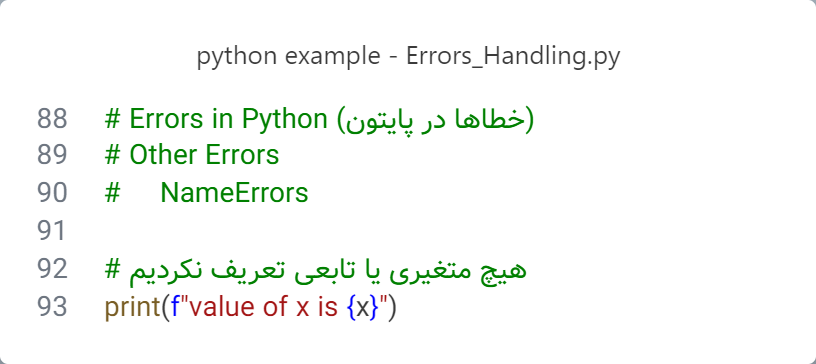 python example - Errors_Handling.py
88 # Errors in Python (خطاها در پایتون)
89 # Other Errors
90 #     NameErrors
91
92 # هیچ متغیری یا تابعی تعریف نکردیم
93 print(f"value of x is {x}")